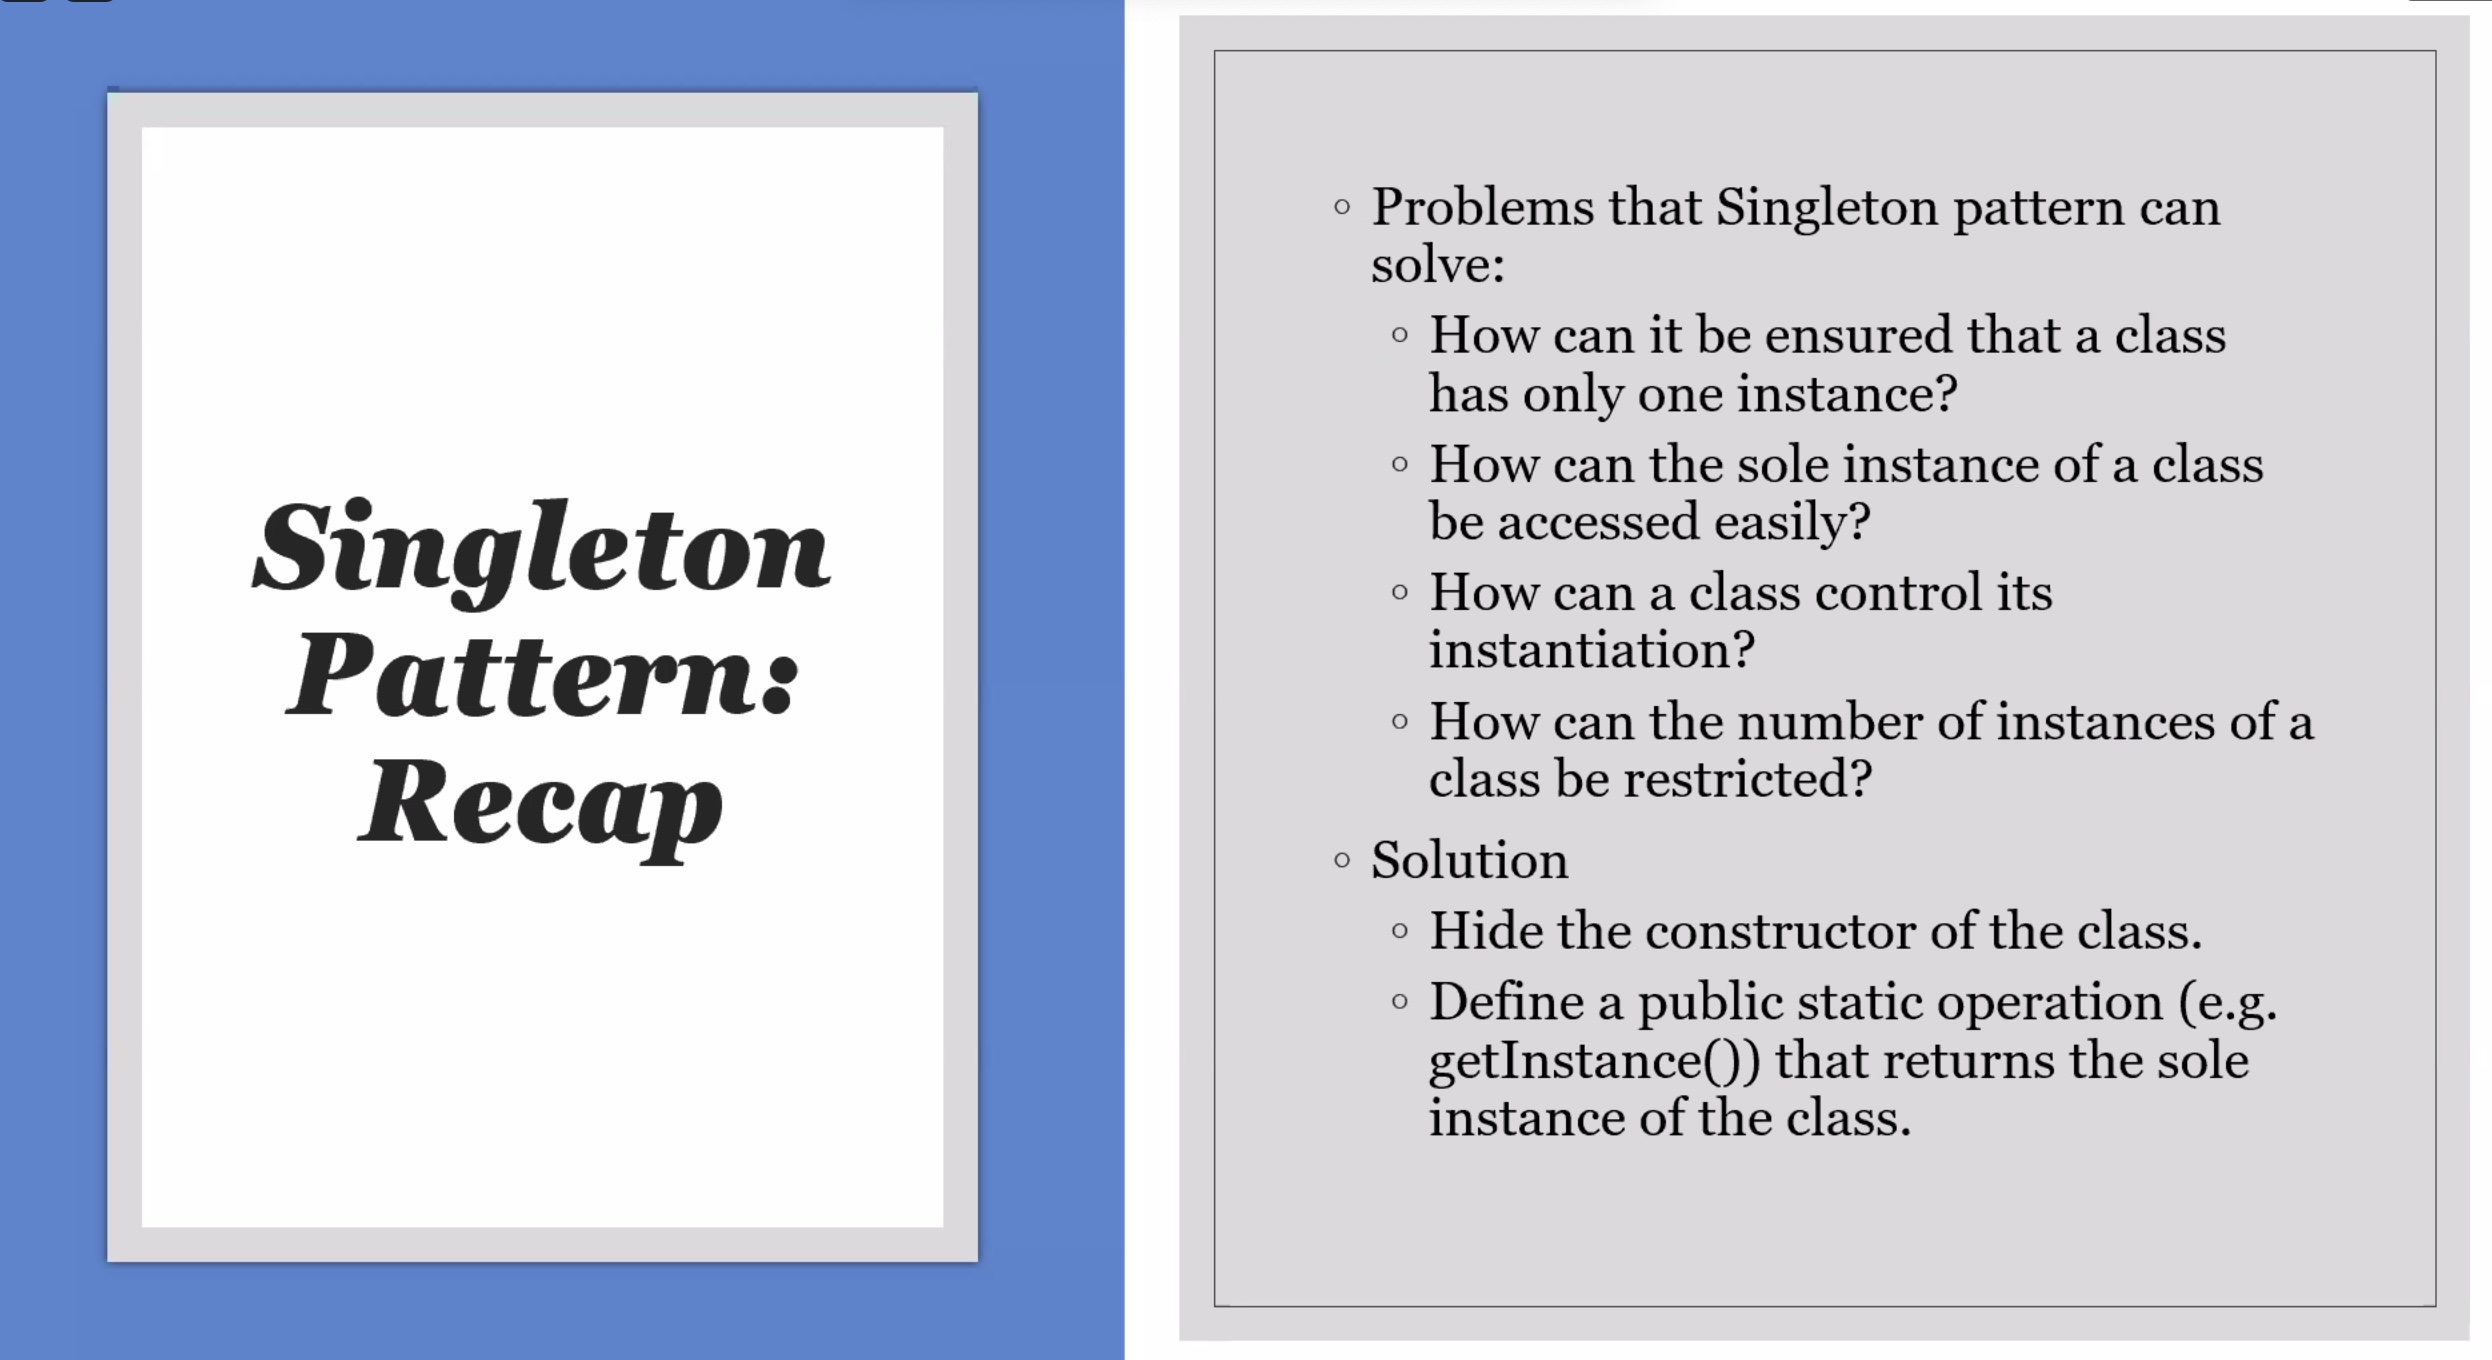 Singleton
Pattern:
Recap
◦ Problems that Singleton pattern can
solve:
◦ How can it be ensured that a class
has only one instance?
◦ How can the sole instance of a class
be accessed easily?
◦ How can a class control its
instantiation?
◦ How can the number of instances of a
class be restricted?
◦ Solution
◦ Hide the constructor of the class.
◦ Define a public static operation (e.g.
getInstance()) that returns the sole
instance of the class.